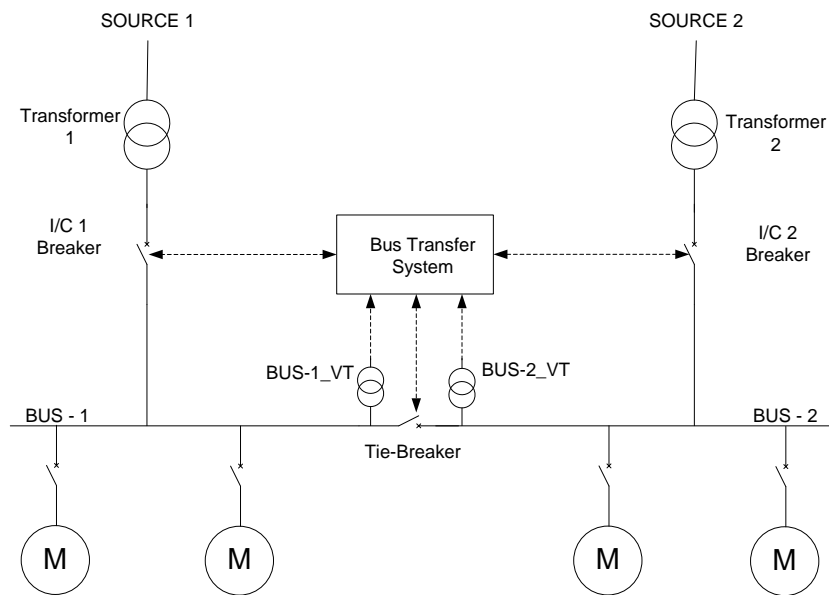 SOURCE 1
SOURCE 2
Transformer
1
Transformer
2
I/C 1
Breaker
Bus Transfer
System
I/C 2
Breaker
BUS-1_VT
BUS-2_VT
BUS - 1
BUS - 2
Tie-Breaker
M
M
M
M